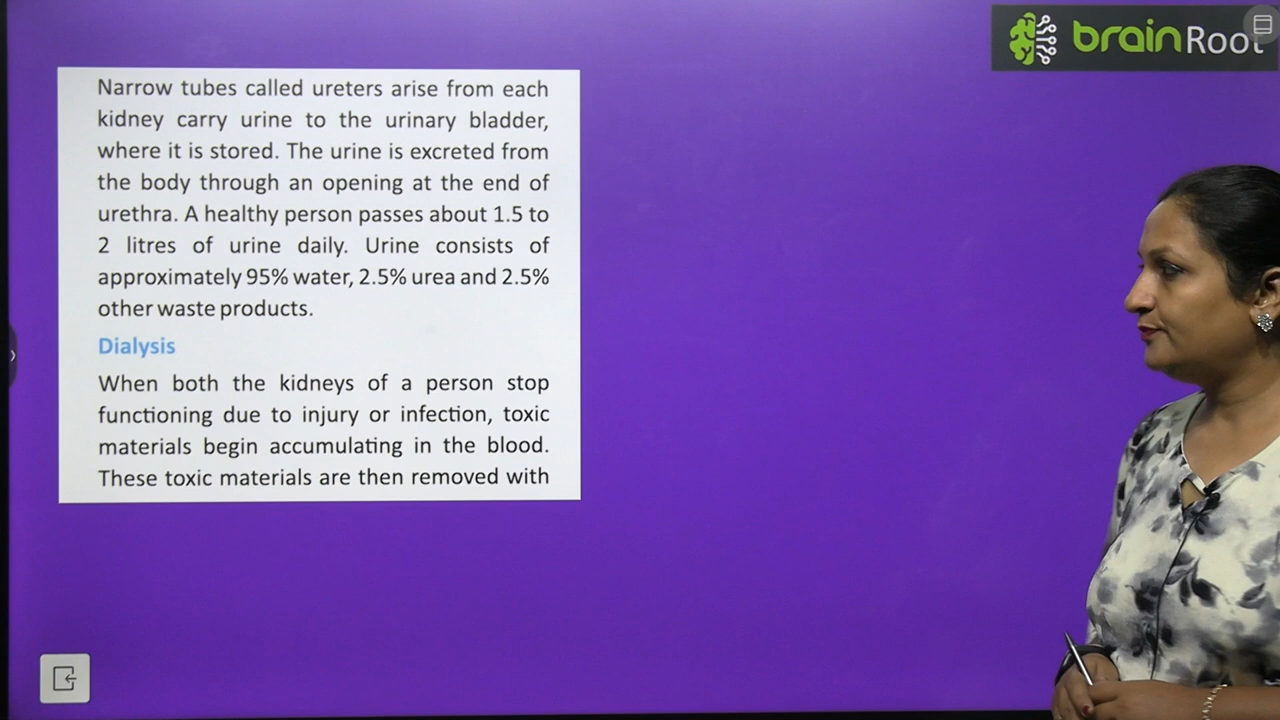 brainRoot
Narrow tubes called ureters arise from each
kidney carry urine to the urinary bladder,
where it is stored. The urine is excreted from
the body through an opening at the end of
urethra. A healthy person passes about 1.5 to
2 litres of urine daily. Urine consists of
approximately 95% water, 2.5% urea and 2.5%
other waste products.
Dialysis
When both the kidneys of a person stop
functioning due to injury or infection, toxic
materials begin accumulating in the blood.
These toxic materials are then removed with